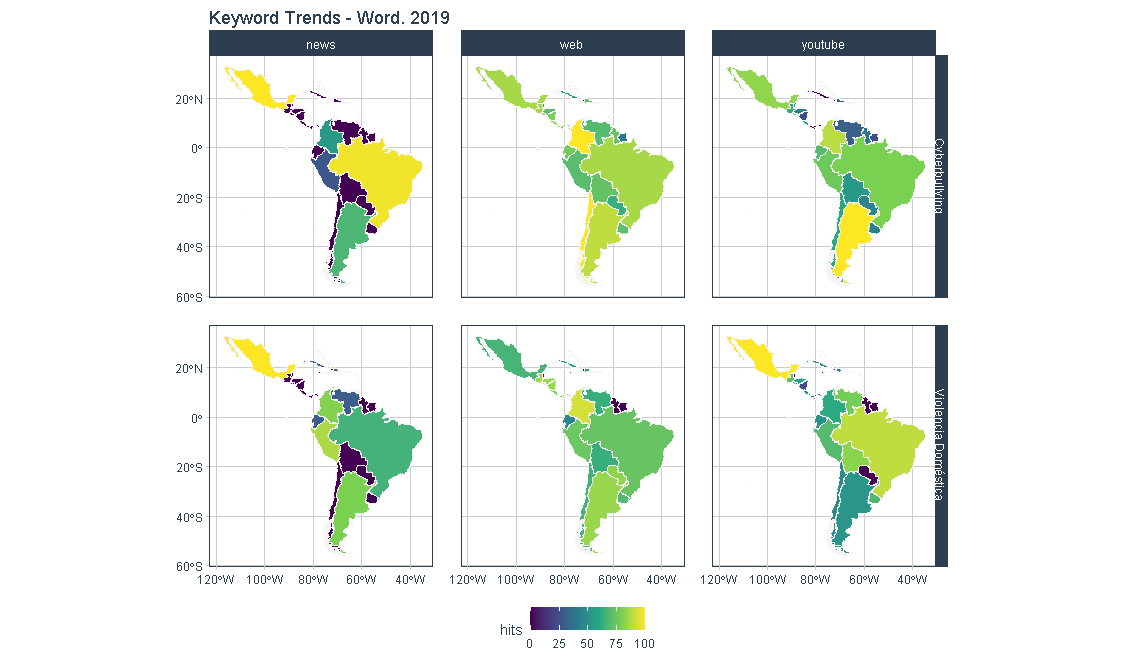 Keyword Trends - Word. 2019
news
web
youtube
20°N
0°
20°S
40°S
60°S
Cyberbullying
20°N
0°
20°S
40°S
60°S
Violencia Doméstica
120°W 100°W 80°W 60°W 40°W
120°W 100°W 80°W 60°W 40°W
120°W 100°W 80°W 60°W 40°W
hits
0 25 50 75 100